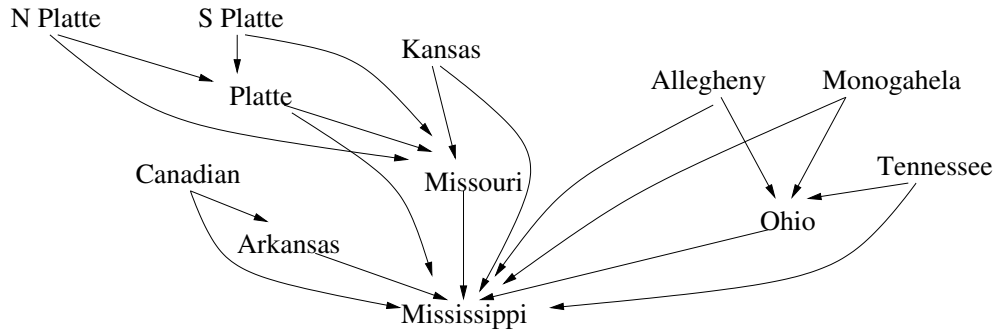 N Platte
S Platte
Kansas
Allegheny
Monogahela
Platte
Canadian
Missouri
Tennessee
Ohio
Arkansas
Mississippi